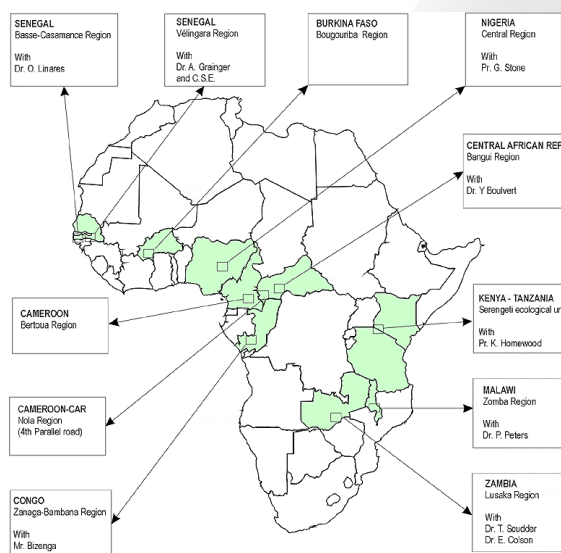 SENEGAL
Basse-Casamance Region
With
Dr. O. Linares
SENEGAL
Vélingara Region
With
Dr. A. Grainger
and C.S.E.
BURKINA FASO
Bougouriba Region
NIGERIA
Central Region
With
Pr. G. Stone
CENTRAL AFRICAN REP
Bangui Region
With
Dr. Y Boulvert
CAMEROON
Bertoua Region
KENYA - TANZANIA
Serengeti ecological un
With
Pr. K. Homewood
CAMEROON-CAR
Nola Region
(4th Parallel road)
MALAWI
Zomba Region
With
Dr. P. Peters
CONGO
Zanaga-Bambana Region
With
Mr. Bizenga
ZAMBIA
Lusaka Region
With
Dr. T. Scudder
Dr. E. Colson